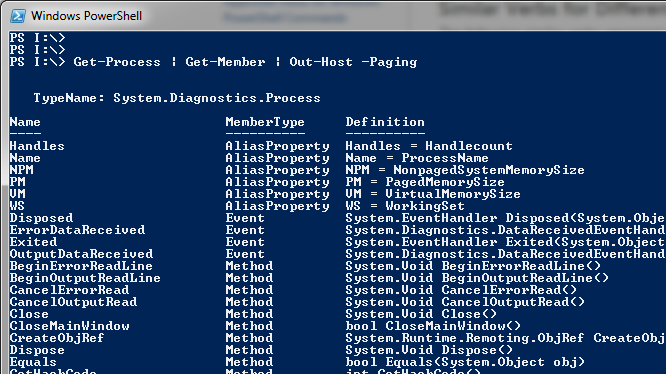 Similar Verbs for Differe
PowerShell Commands
Windows PowerShell
PS I:\>
PS I:\>
PS I:\> Get-Process | Get-Member | Out-Host -Paging
TypeName: System.Diagnostics.Process
Name MemberType Definition
---- ---------- ----------
Handles AliasProperty Handles = Handlecount
Name AliasProperty Name = ProcessName
NPM AliasProperty NPM = NonpagedSystemMemorySize
PM AliasProperty PM = PagedMemorySize
VM AliasProperty VM = VirtualMemorySize
WS AliasProperty WS = WorkingSet
Disposed Event System.EventHandler Disposed(System.Obje
ErrorDataReceived Event System.Diagnostics.DataReceivedEventHand
Exited Event System.EventHandler Exited(System.Object
OutputDataReceived Event System.Diagnostics.DataReceivedEventHand
BeginErrorReadLine Method System.Void BeginErrorReadLine()
BeginOutputReadLine Method System.Void BeginOutputReadLine()
CancelErrorRead Method System.Void CancelErrorRead()
CancelOutputRead Method System.Void CancelOutputRead()
Close Method System.Void Close()
CloseMainWindow Method bool CloseMainWindow()
CreateObjRef Method System.Runtime.Remoting.ObjRef CreateObj
Dispose Method System.Void Dispose()
Equals Method bool Equals(System.Object obj)
GetHashCode Method int GetHashCode()